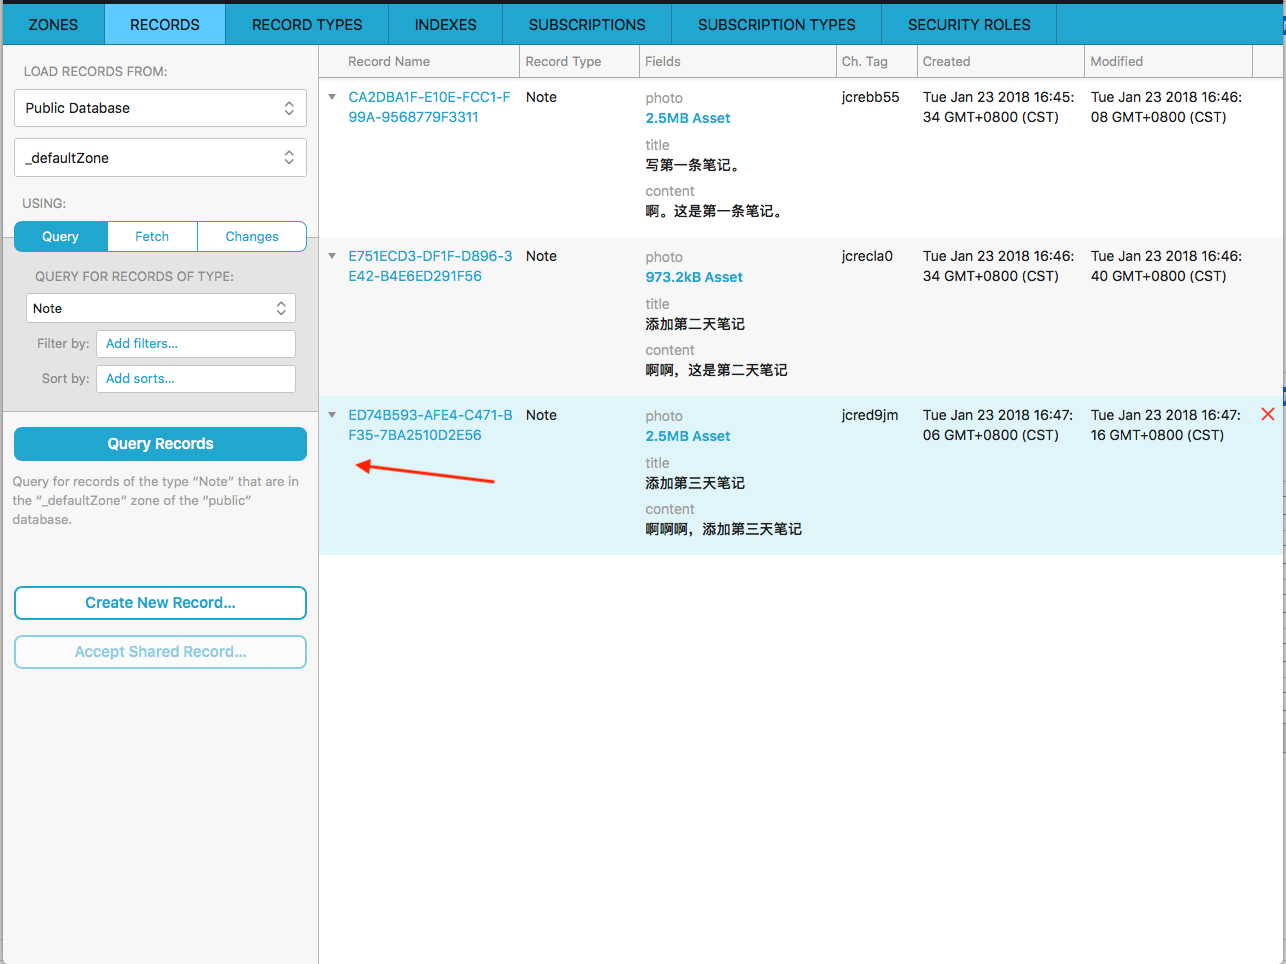 ZONES RECORDS RECORD TYPES INDEXES SUBSCRIPTIONS SUBSCRIPTION TYPES SECURITY ROLES
LOAD RECORDS FROM:
Public Database
_defaultZone
USING:
Query Fetch Changes
QUERY FOR RECORDS OF TYPE:
Note
Filter by: Add filters...
Sort by: Add sorts...
Query Records
Query for records of the type “Note” that are in
the “_defaultZone” zone of the “public”
database.
Create New Record...
Accept Shared Record...
Record Name Record Type Fields Ch. Tag Created Modified
CA2DBA1F-E10E-FCC1-F Note photo jcrebb55 Tue Jan 23 2018 16:45: Tue Jan 23 2018 16:46:
99A-9568779F3311 2.5MB Asset 34 GMT+0800 (CST) 08 GMT+0800 (CST)
title
写第一条笔记。
content
啊。这是第一条笔记。
E751ECD3-DF1F-D896-3 Note photo jcrecla0 Tue Jan 23 2018 16:46: Tue Jan 23 2018 16:46:
E42-B4E6ED291F56 973.2kB Asset 34 GMT+0800 (CST) 40 GMT+0800 (CST)
title
添加第二天笔记
content
啊啊，这是第二天笔记
ED74B593-AFE4-C471-B Note photo jcred9jm Tue Jan 23 2018 16:47: Tue Jan 23 2018 16:47:
F35-7BA2510D2E56 2.5MB Asset 06 GMT+0800 (CST) 16 GMT+0800 (CST)
title
添加第三天笔记
content
啊啊啊，添加第三天笔记